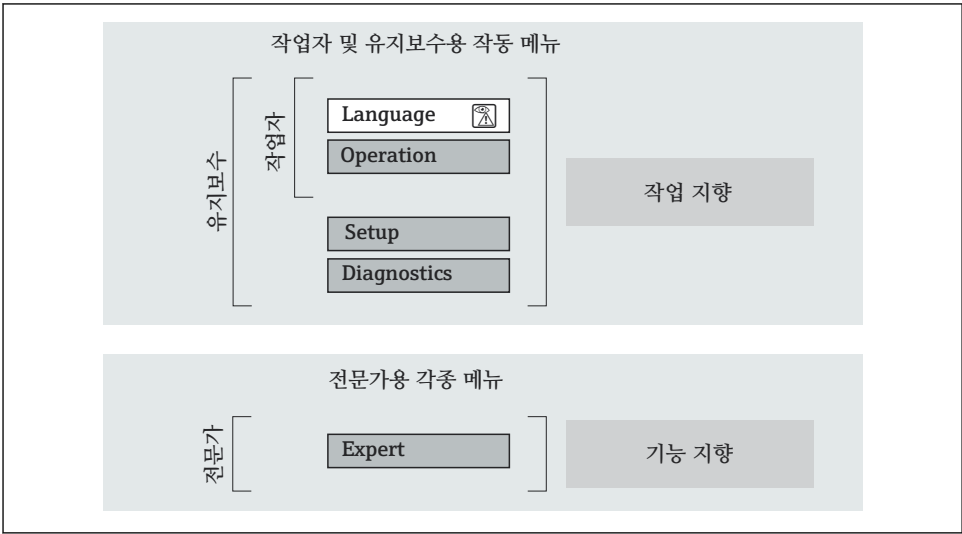 작업자 및 유지보수용 작동 메뉴
유지보수
작업자
Language
Operation
Setup
Diagnostics
작업 지향
전문가용 각종 메뉴
전문가
Expert
기능 지향